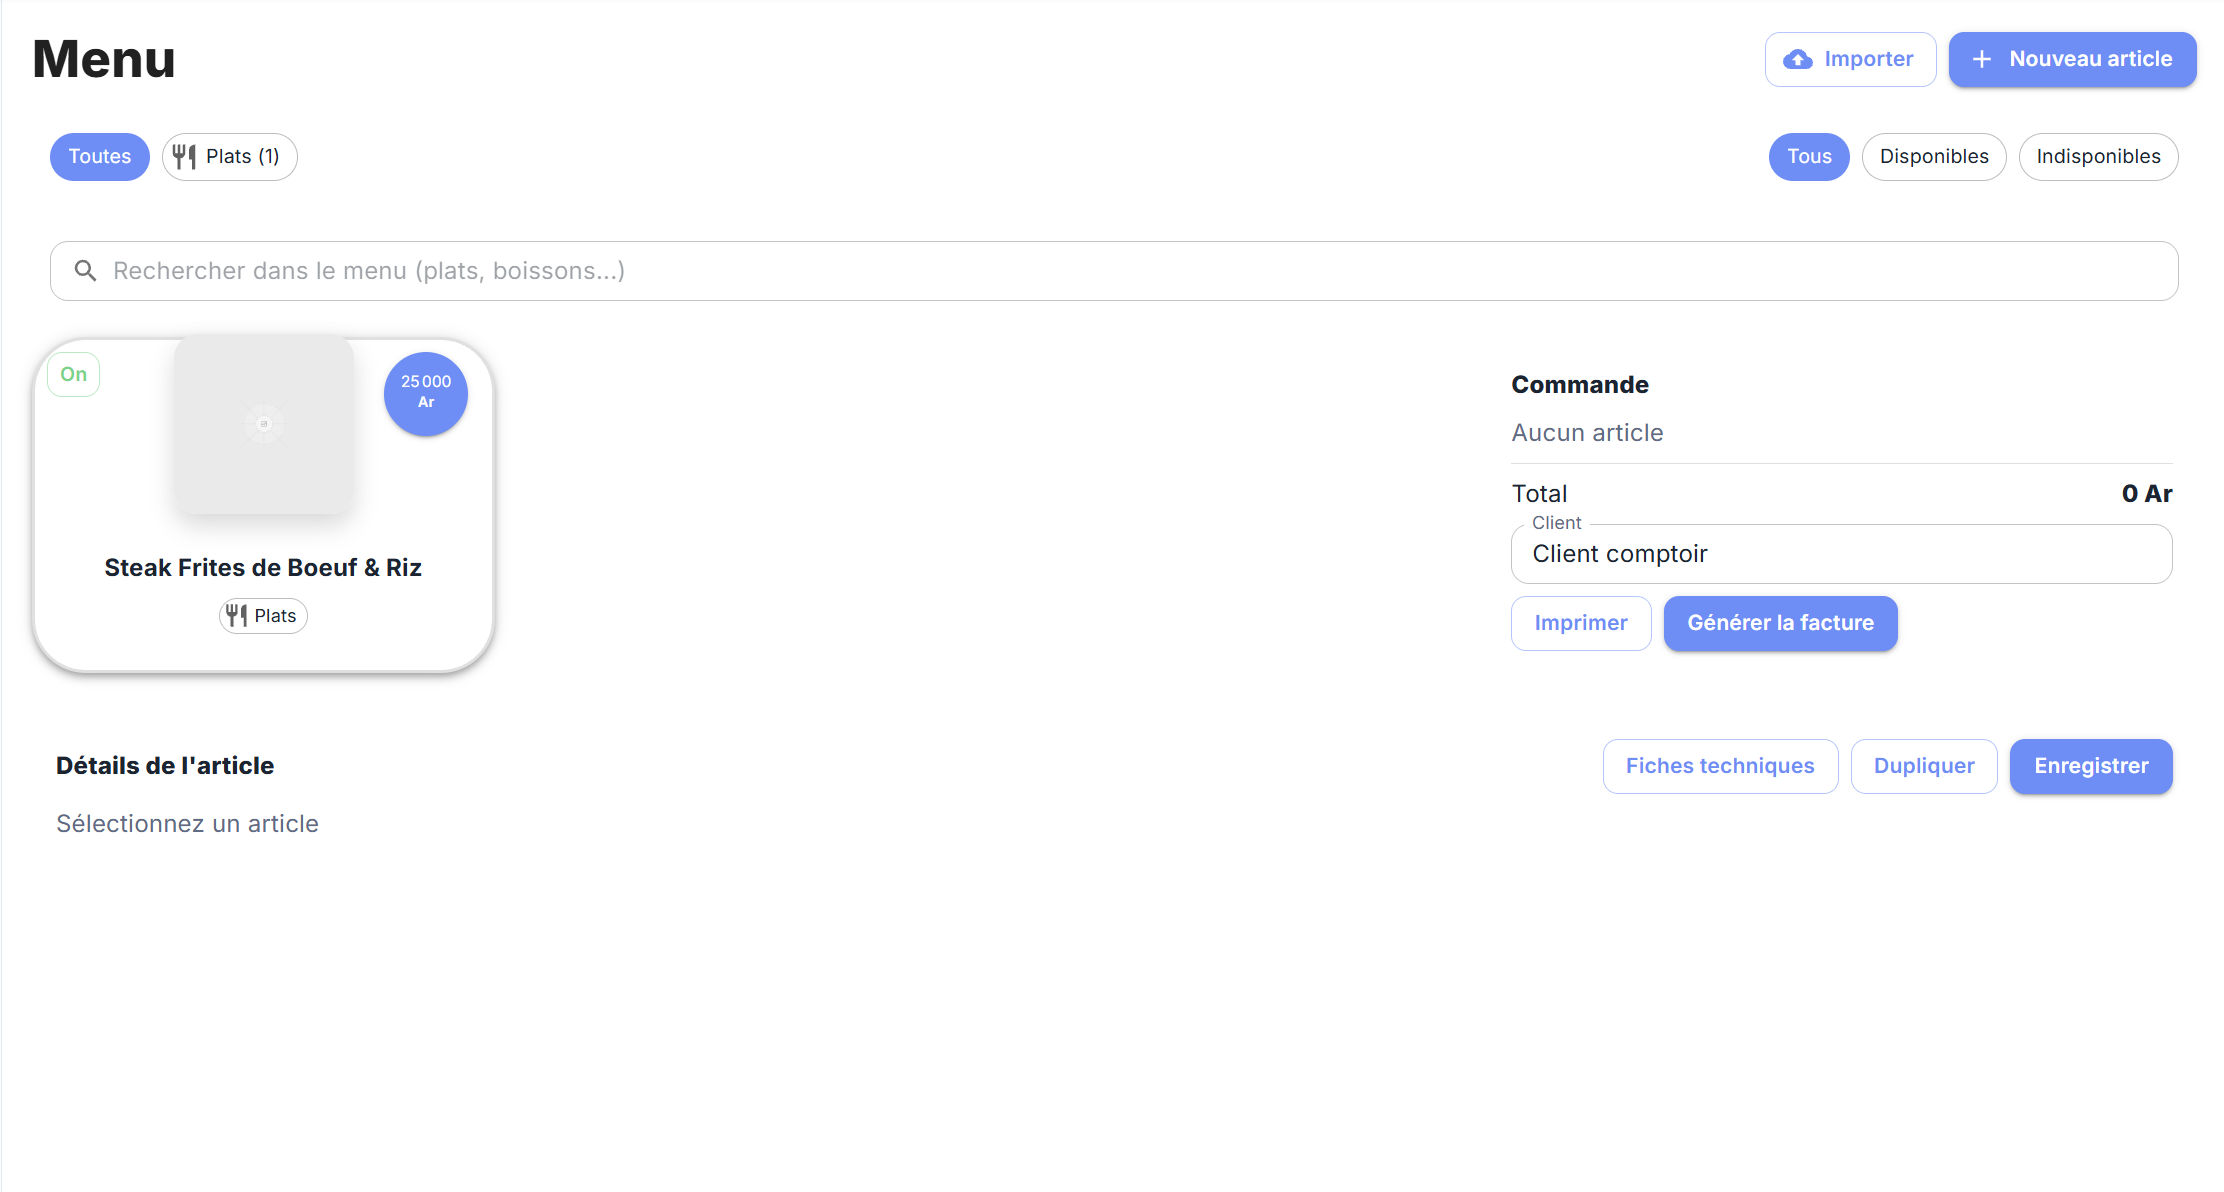 Menu
Importer
Nouveau article
Toutes
Plats (1)
Tous
Disponibles
Indisponibles
Rechercher dans le menu (plats, boissons...)
On
25 000
Ar
Steak Frites de Boeuf & Riz
Plats
Commande
Aucun article
Total
0 Ar
Client
Client comptoir
Imprimer
Générer la facture
Détails de l'article
Fiches techniques
Dupliquer
Enregistrer
Sélectionnez un article